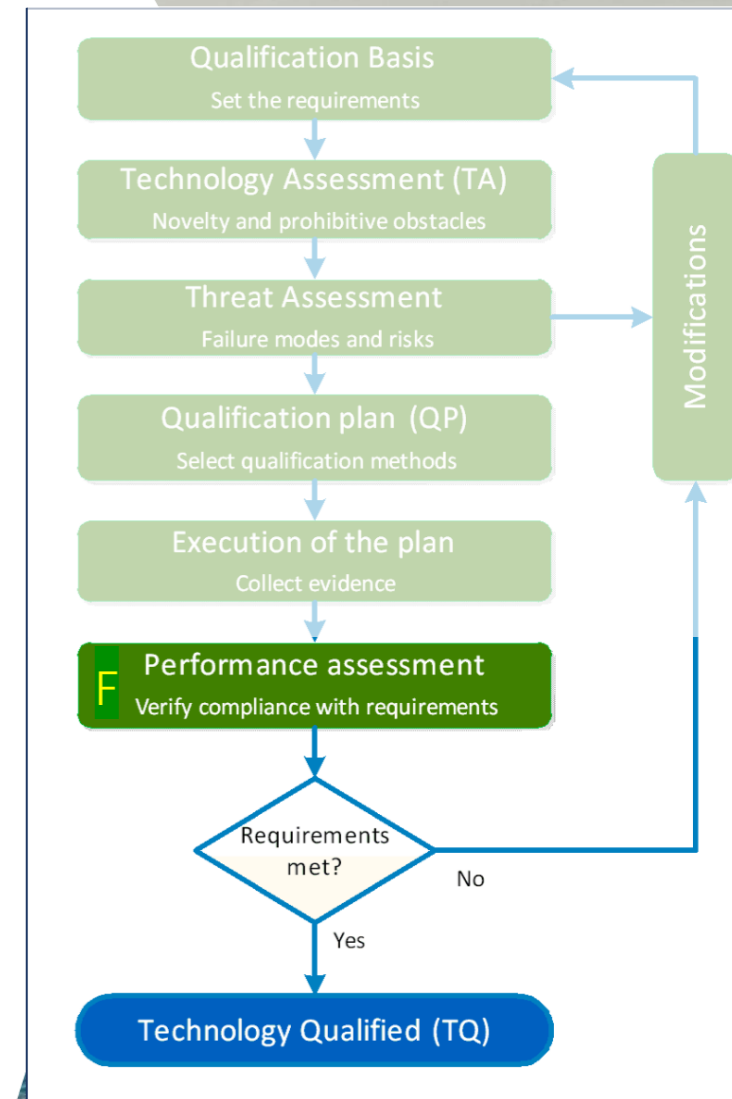 Qualification Basis
Set the requirements
Technology Assessment (TA)
Novelty and prohibitive obstacles
Threat Assessment
Failure modes and risks
Modifications
Qualification plan (QP)
Select qualification methods
Execution of the plan
Collect evidence
F
Performance assessment
Verify compliance with requirements
Requirements
met?
No
Yes
Technology Qualified (TQ)